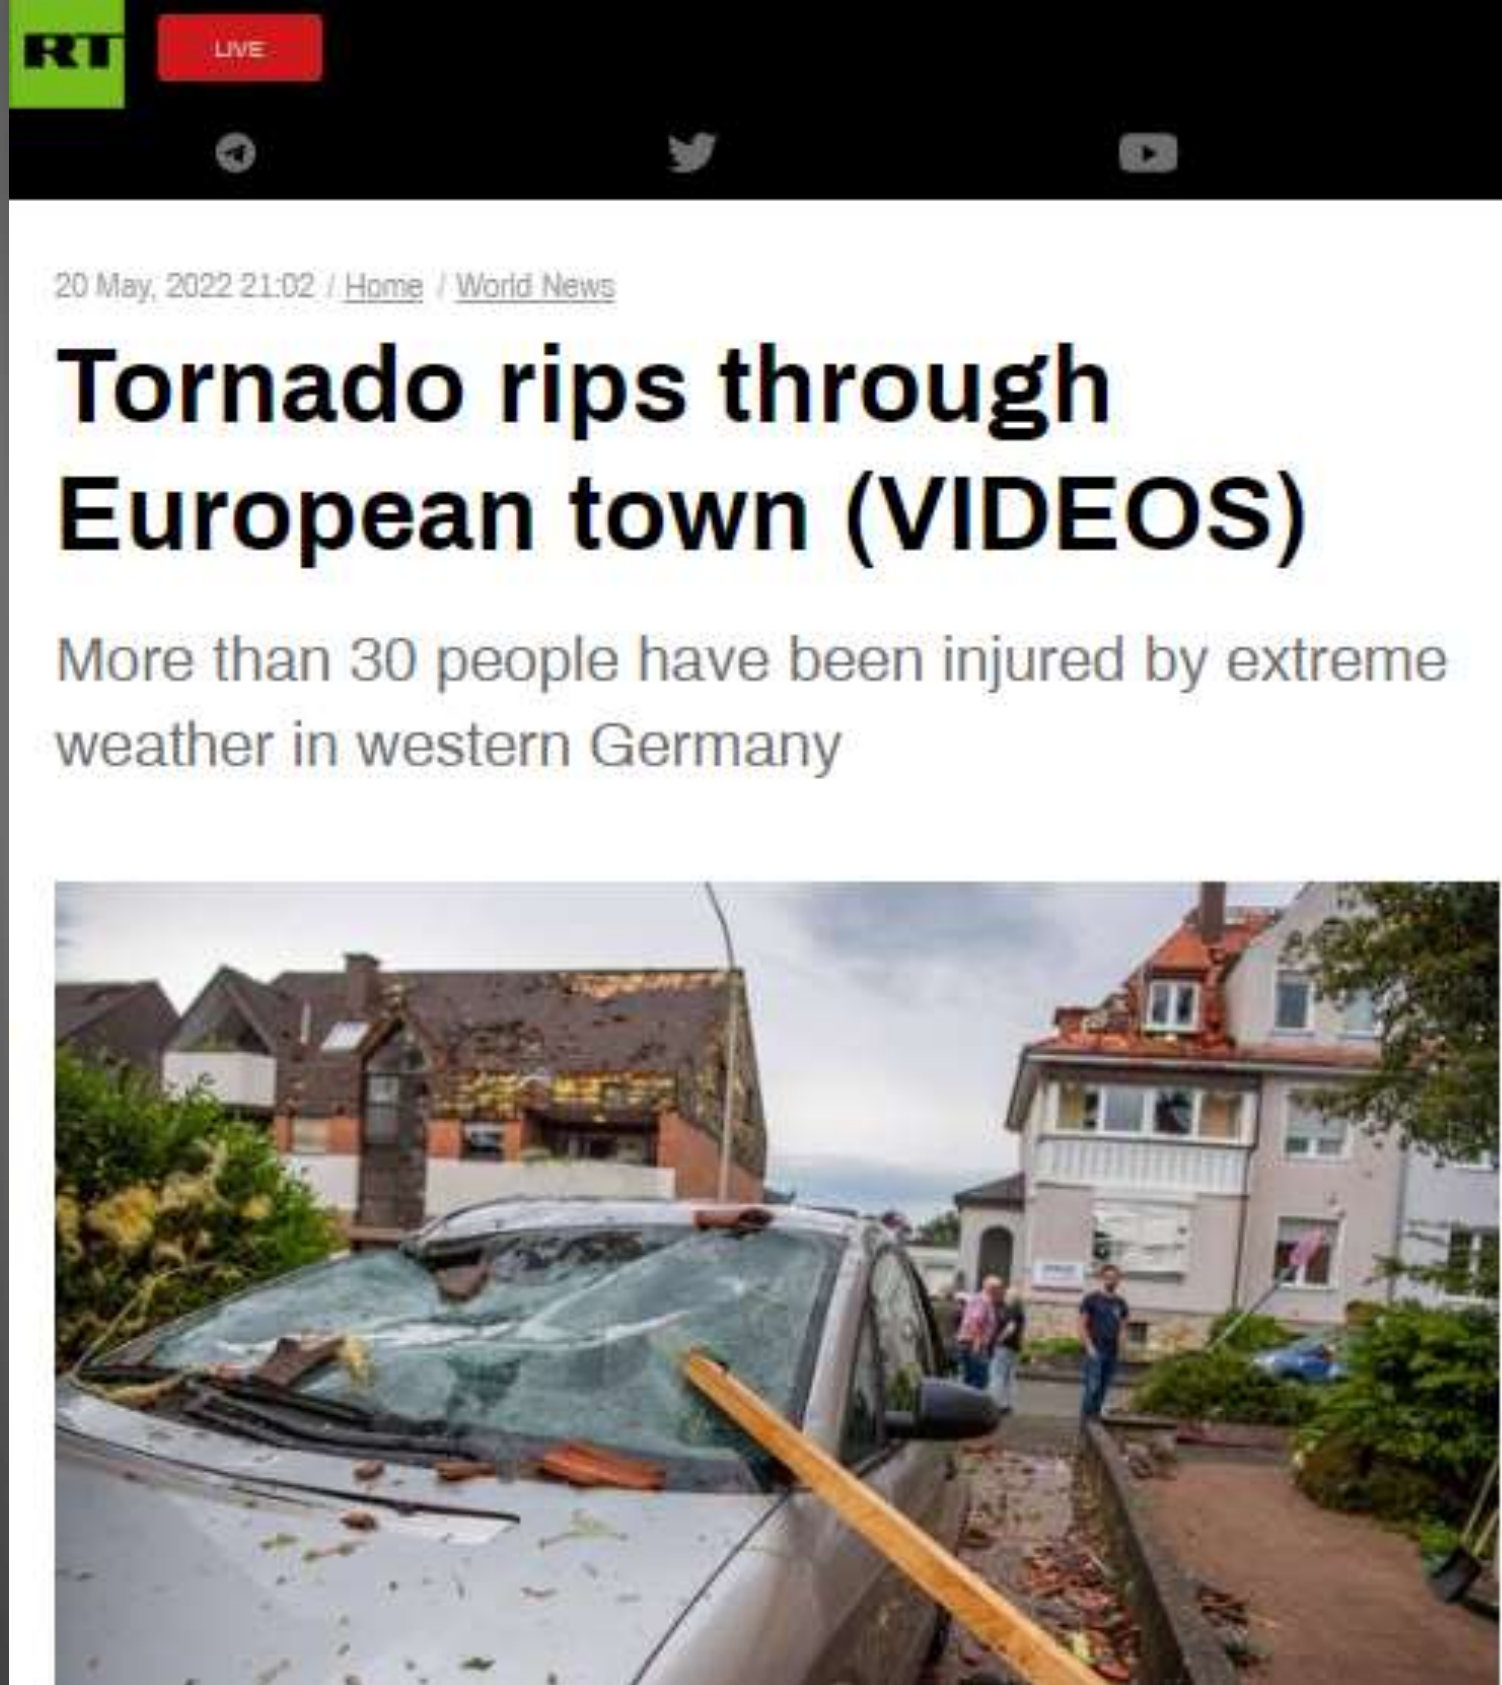 RT
LIVE
20 May, 2022 21:02 / Home / World News
Tornado rips through
European town (VIDEOS)
More than 30 people have been injured by extreme
weather in western Germany